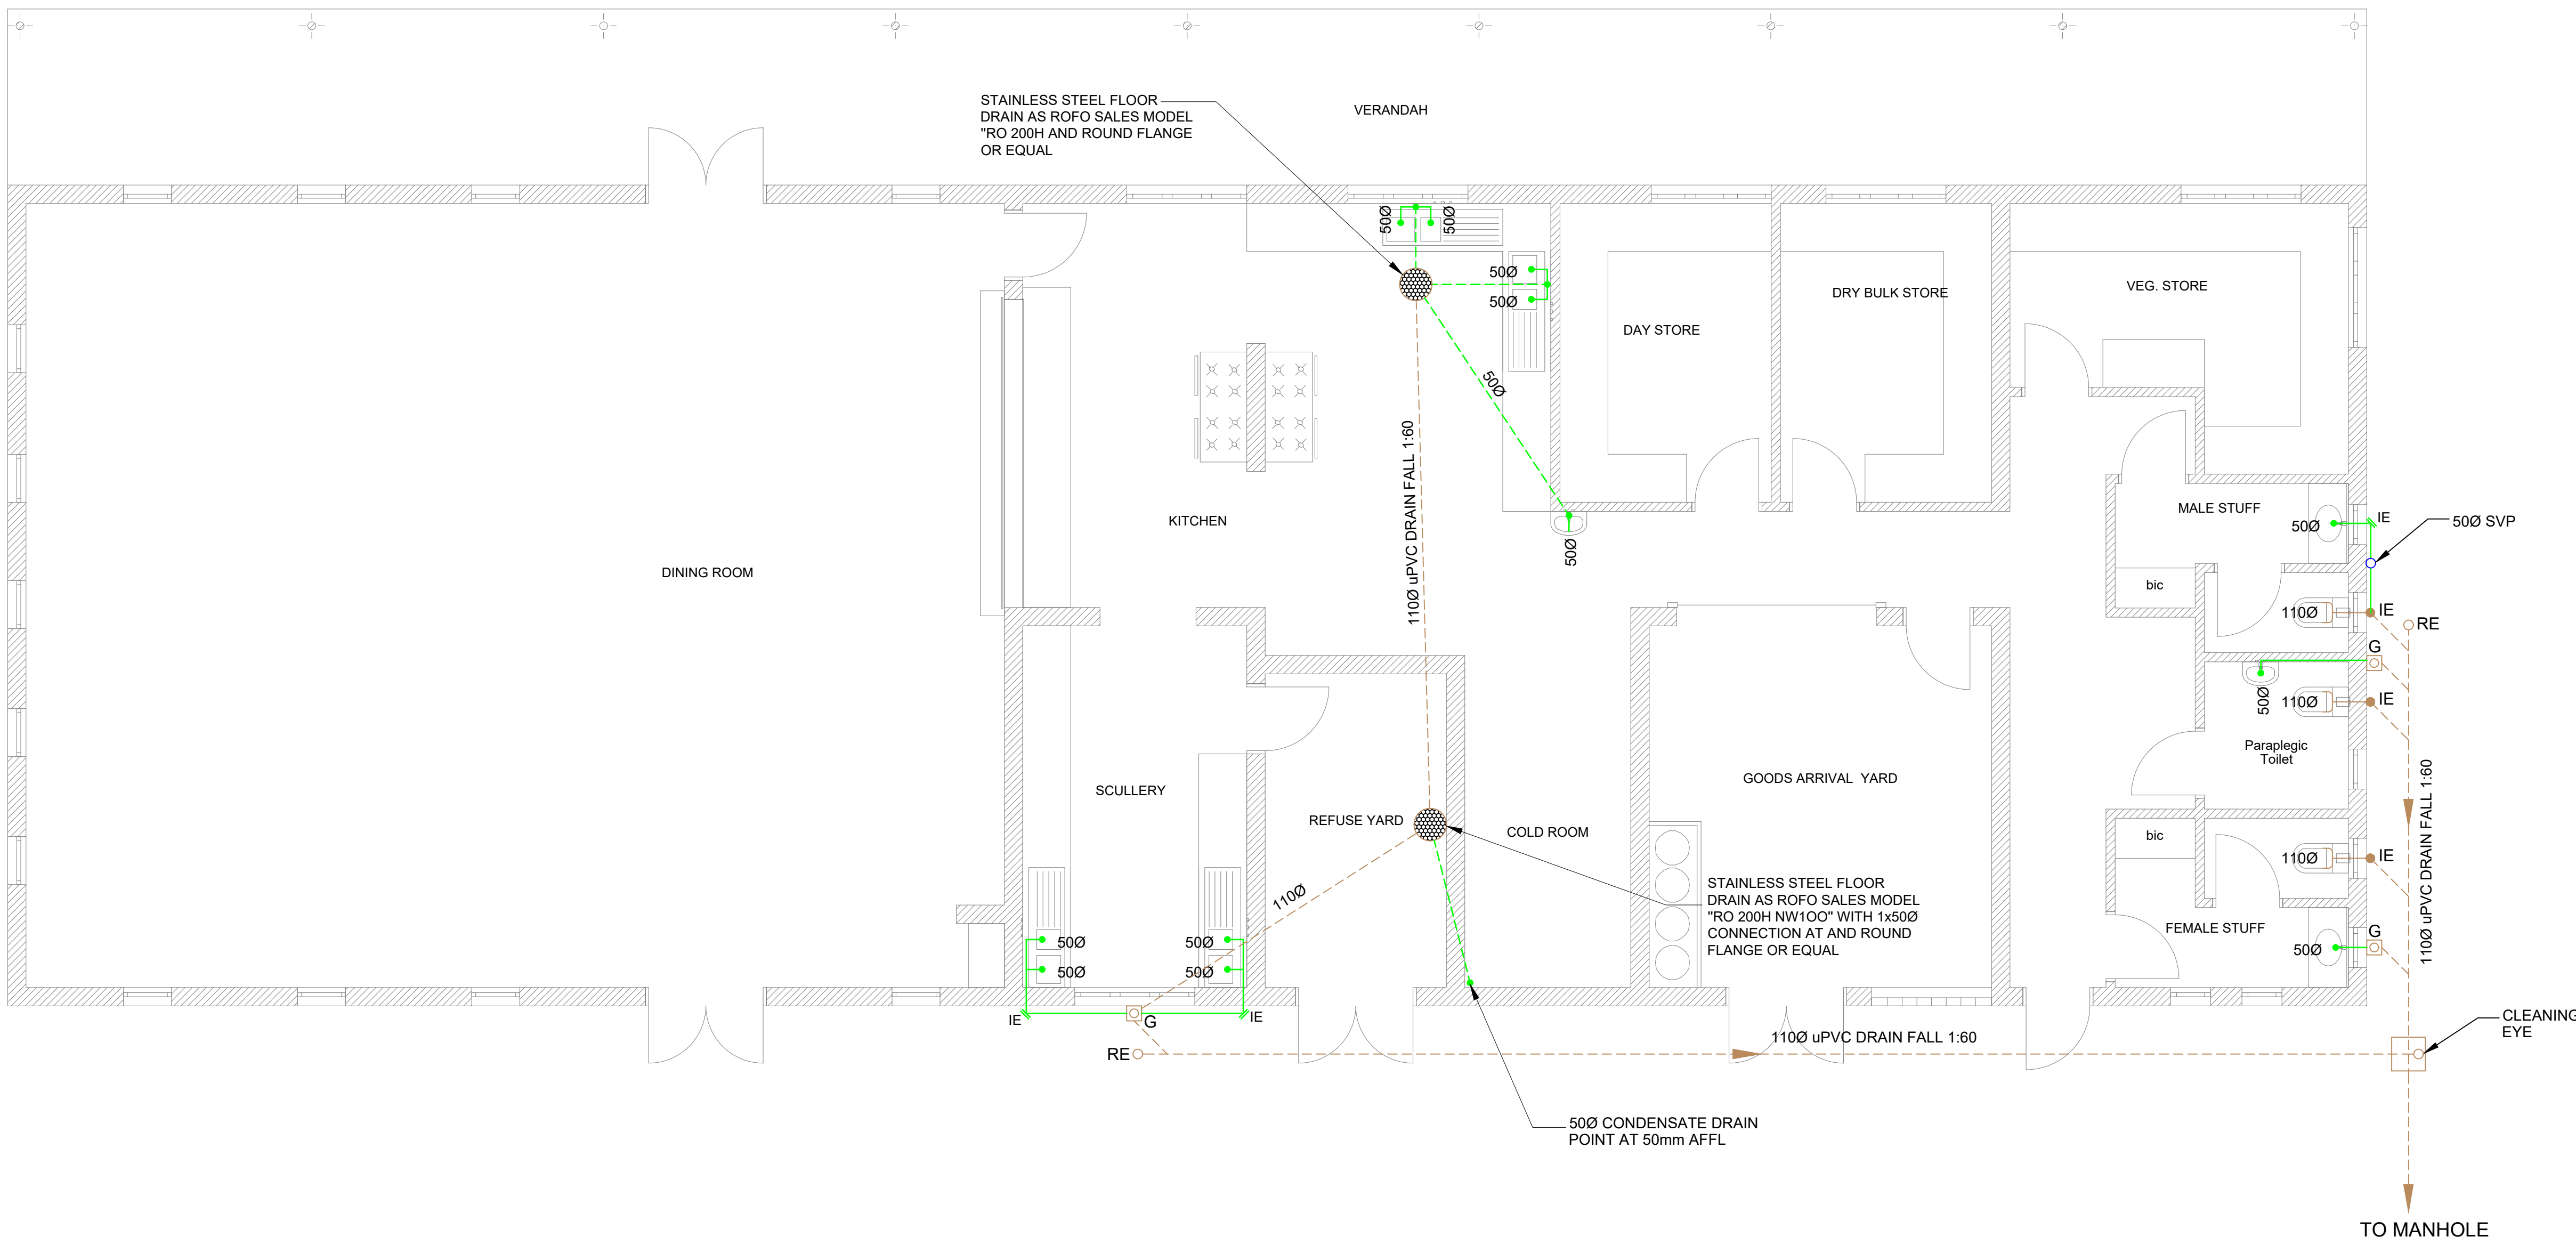 STAINLESS STEEL FLOOR
DRAIN AS ROFO SALES MODEL
"RO 200H AND ROUND FLANGE
OR EQUAL
VERANDAH
50Ø
50Ø
50Ø
50Ø
50Ø
50Ø
DAY STORE
DRY BULK STORE
VEG. STORE
KITCHEN
110Ø uPVC DRAIN FALL 1:60
DINING ROOM
MALE STUFF
50Ø
IE
50Ø SVP
bic
110Ø
IE
RE
G
50Ø
110Ø
IE
Paraplegic
Toilet
110Ø uPVC DRAIN FALL 1:60
SCULLERY
REFUSE YARD
COLD ROOM
GOODS ARRIVAL YARD
bic
110Ø
IE
STAINLESS STEEL FLOOR
DRAIN AS ROFO SALES MODEL
"RO 200H NW1OO" WITH 1x50Ø
CONNECTION AT AND ROUND
FLANGE OR EQUAL
110Ø
FEMALE STUFF
50Ø
G
50Ø
50Ø
50Ø
50Ø
IE
G
IE
RE
110Ø uPVC DRAIN FALL 1:60
CLEANING
EYE
50Ø CONDENSATE DRAIN
POINT AT 50mm AFFL
TO MANHOLE